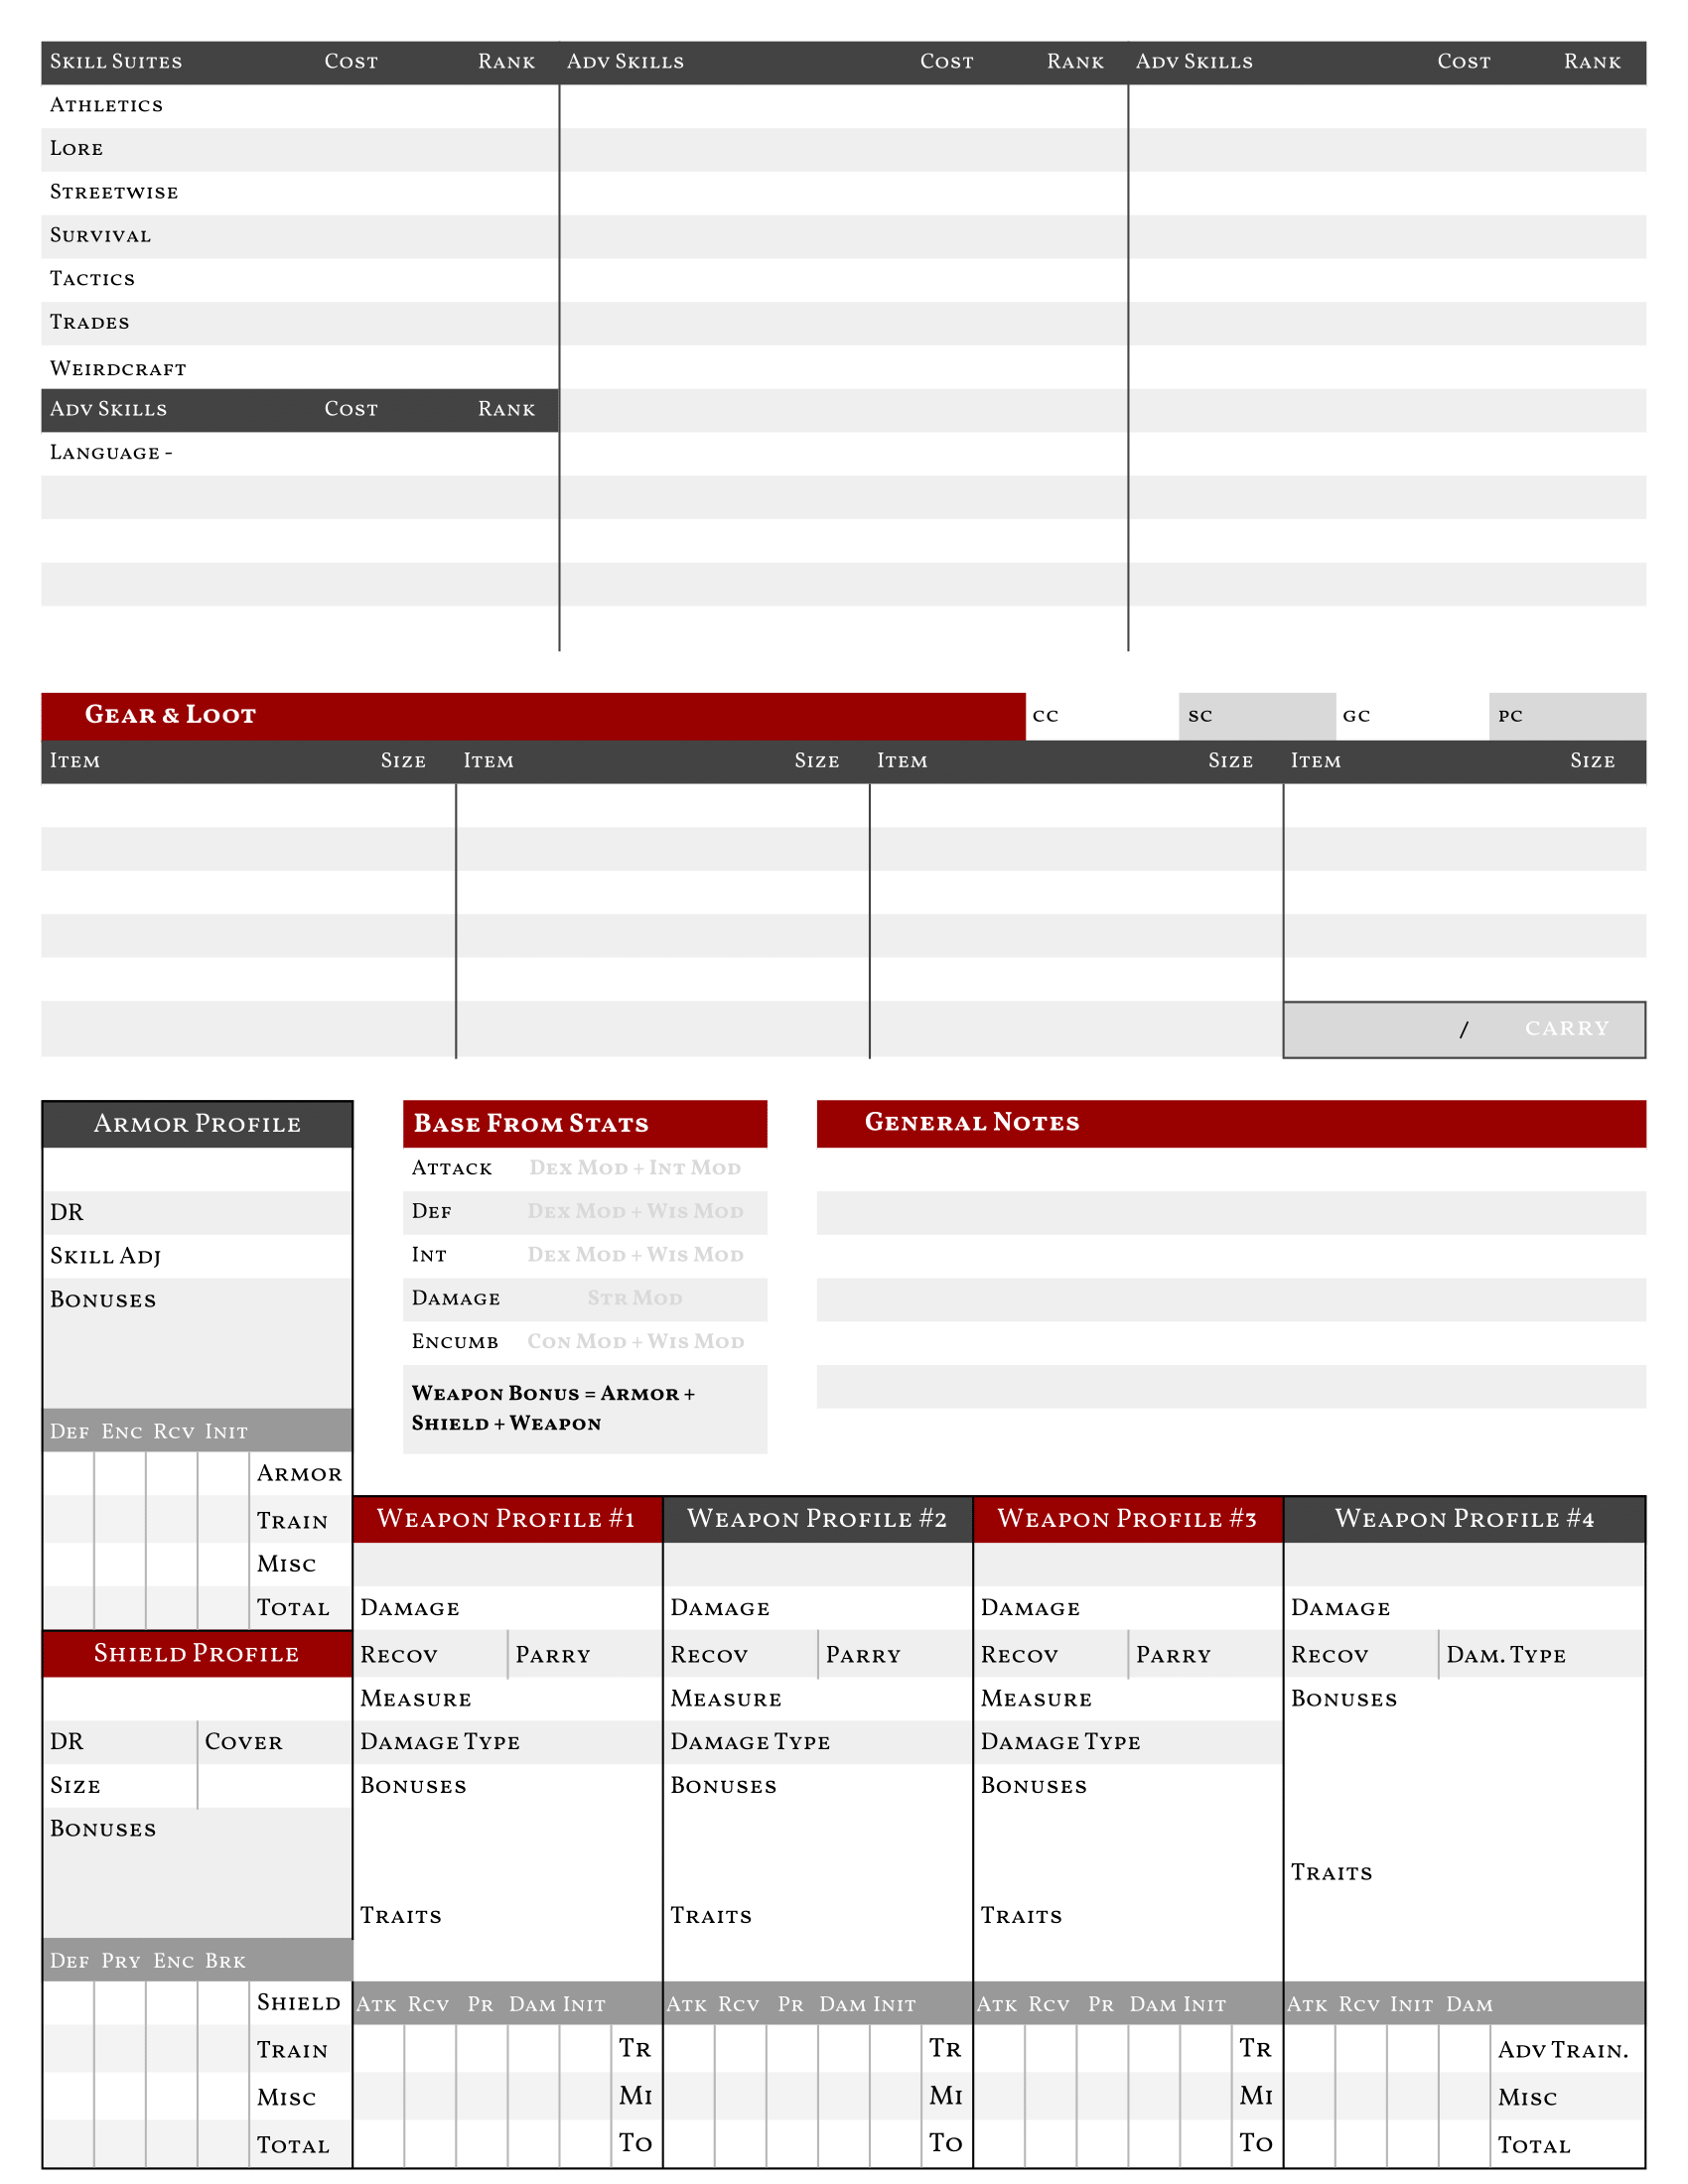 Skill Suites Cost Rank Adv Skills Cost Rank Adv Skills Cost Rank
Athletics
Lore
Streetwise
Survival
Tactics
Trades
Weirdcraft
Adv Skills Cost Rank
Language -
Gear & Loot cc sc gc pc
Item Size Item Size Item Size Item Size
/ CARRY
Armor Profile
DR
Skill Adj
Bonuses
Def Enc Rcv Init
Armor
Train
Misc
Total
Base From Stats
Attack Dex Mod + Int Mod
Def Dex Mod + Wis Mod
Int Dex Mod + Wis Mod
Damage Str Mod
Encumb Con Mod + Wis Mod
Weapon Bonus = Armor +
Shield + Weapon
General Notes
Shield Profile
DR Cover
Size
Bonuses
Def Pry Enc Brk
Shield
Train
Misc
Total
Weapon Profile #1
Damage
Recov Parry
Measure
Damage Type
Bonuses
Traits
Atk Rcv Pr Dam Init
Tr
Mi
To
Weapon Profile #2
Damage
Recov Parry
Measure
Damage Type
Bonuses
Traits
Atk Rcv Pr Dam Init
Tr
Mi
To
Weapon Profile #3
Damage
Recov Parry
Measure
Damage Type
Bonuses
Traits
Atk Rcv Pr Dam Init
Tr
Mi
To
Weapon Profile #4
Damage
Recov Dam. Type
Bonuses
Traits
Atk Rcv Init Dam
Adv Train.
Misc
Total